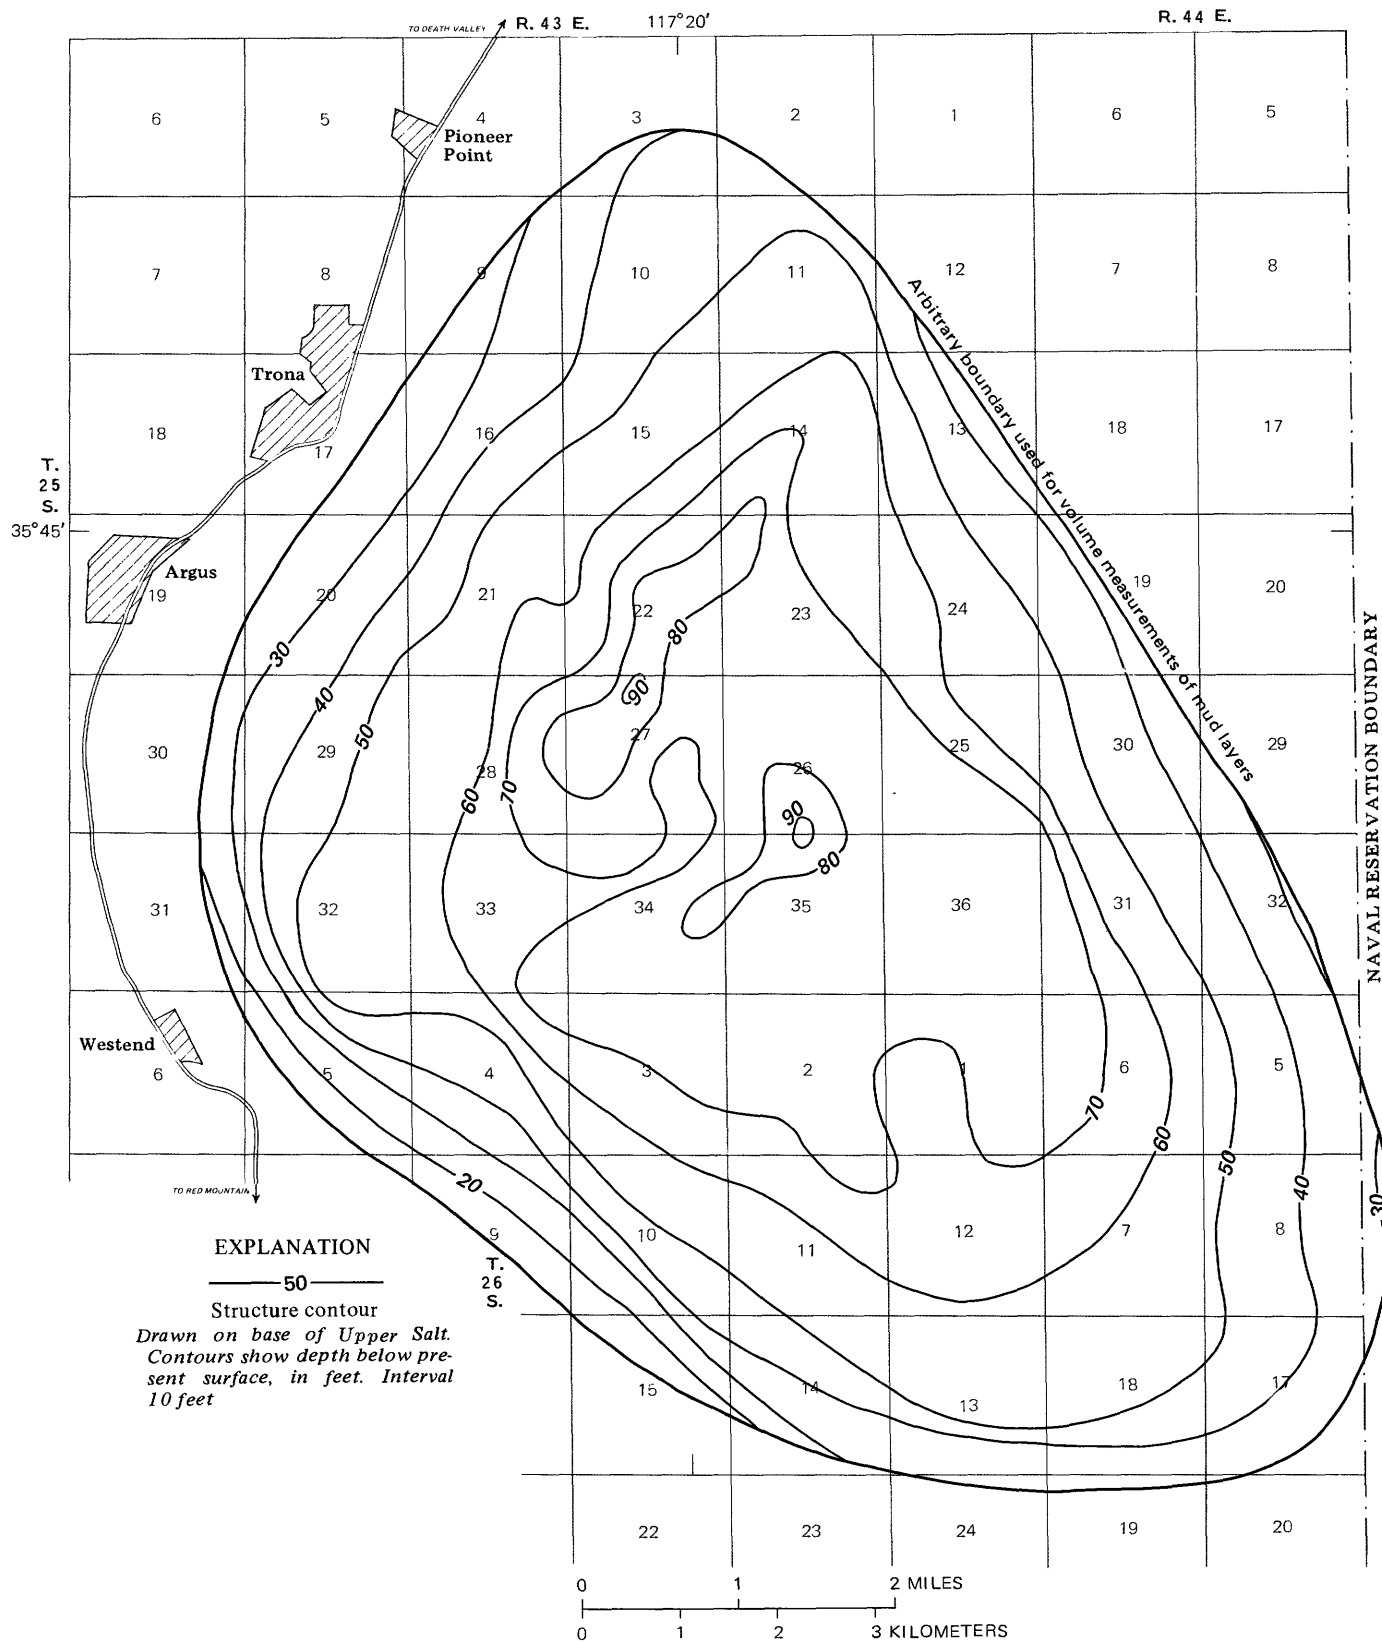 TO DEATH VALLEY
R. 43 E.
117°20'
R. 44 E.
6 5 4 3 2 1 6 5
Pioneer
Point
7 8 9 10 11 12 7 8
Arbitrary boundary used for volume measurements of mud layers
Trona
18 17 16 15 14 13 18 17
T.
25
S.
35°45'
Argus
19 20 21 22 23 24 19 20
NAVAL RESERVATION BOUNDARY
30
40
50
80
90
30 29 28 27 26 25 30 29
60
70
90
80
31 32 33 34 35 36 31 32
Westend
6 5 4 3 2 1 6 5
70
60
50
40
30
TO RED MOUNTAIN
20
9 10 11 12 7 8
T.
26
S.
EXPLANATION
50
Structure contour
Drawn on base of Upper Salt.
Contours show depth below pre-
sent surface, in feet. Interval
10 feet
15 14 13 18 17
22 23 24 19 20
0 1 2 MILES
0 1 2 3 KILOMETERS